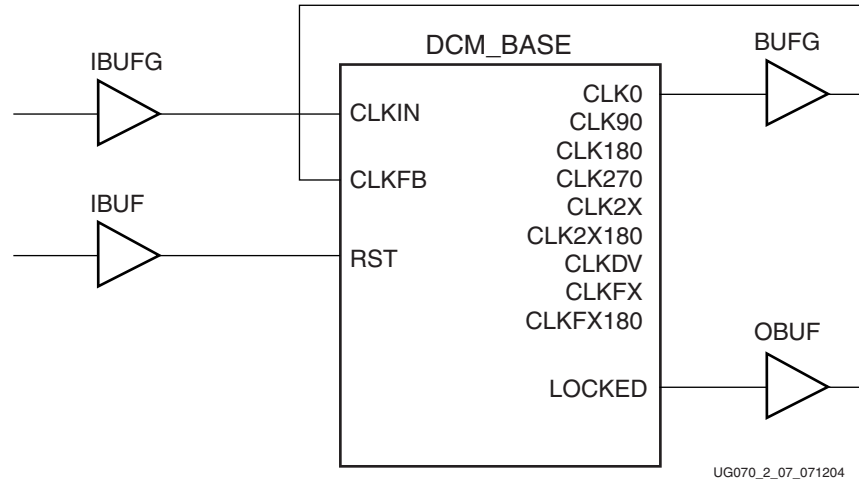 DCM_BASE
BUFG
IBUFG
CLK0
CLKIN
CLK90
CLK180
CLKFB
CLK270
IBUF
CLK2X
CLK2X180
RST
CLKDV
CLKFX
CLKFX180
OBUF
LOCKED
UG070_2_07_071204